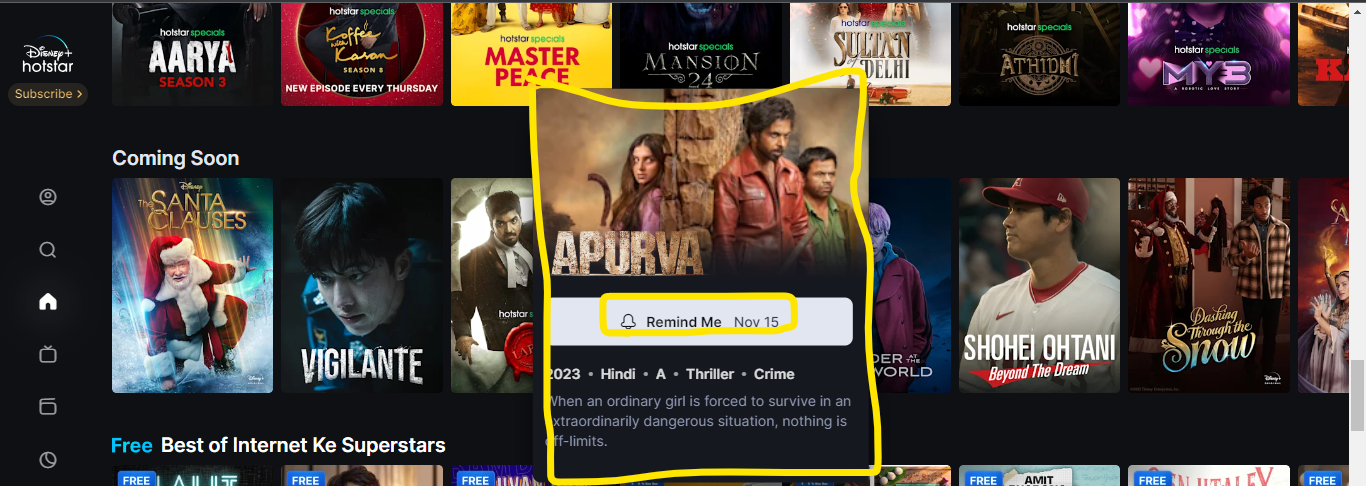 Disney+
hotstar
Subscribe >
hotstar specials
AARYA
SEASON 3
hotstar specials
Koffee
with
Karan
SEASON 8
NEW EPISODE EVERY THURSDAY
hotstar specials
MASTER
PEACE
hotstar specials
MANSION
24
hotstar specials
SULTAN
of
DELHI
hotstar specials
ATHIDHI
hotstar specials
MY3
A ROBOTIC LOVE STORY
Coming Soon
Disney
The SANTA
CLAUSES
Disney+
VIGILANTE
hotstar
APURVA
Remind Me Nov 15
2023 • Hindi • A • Thriller • Crime
When an ordinary girl is forced to survive in an
extraordinarily dangerous situation, nothing is
off-limits.
AT THE
WORLD
SHOHEI OHTANI
Beyond The Dream
Dashing
Through the
Snow
Disney+
Free Best of Internet Ke Superstars
FREE
FREE
FREE
FREE
AMIT
FREE
FREE